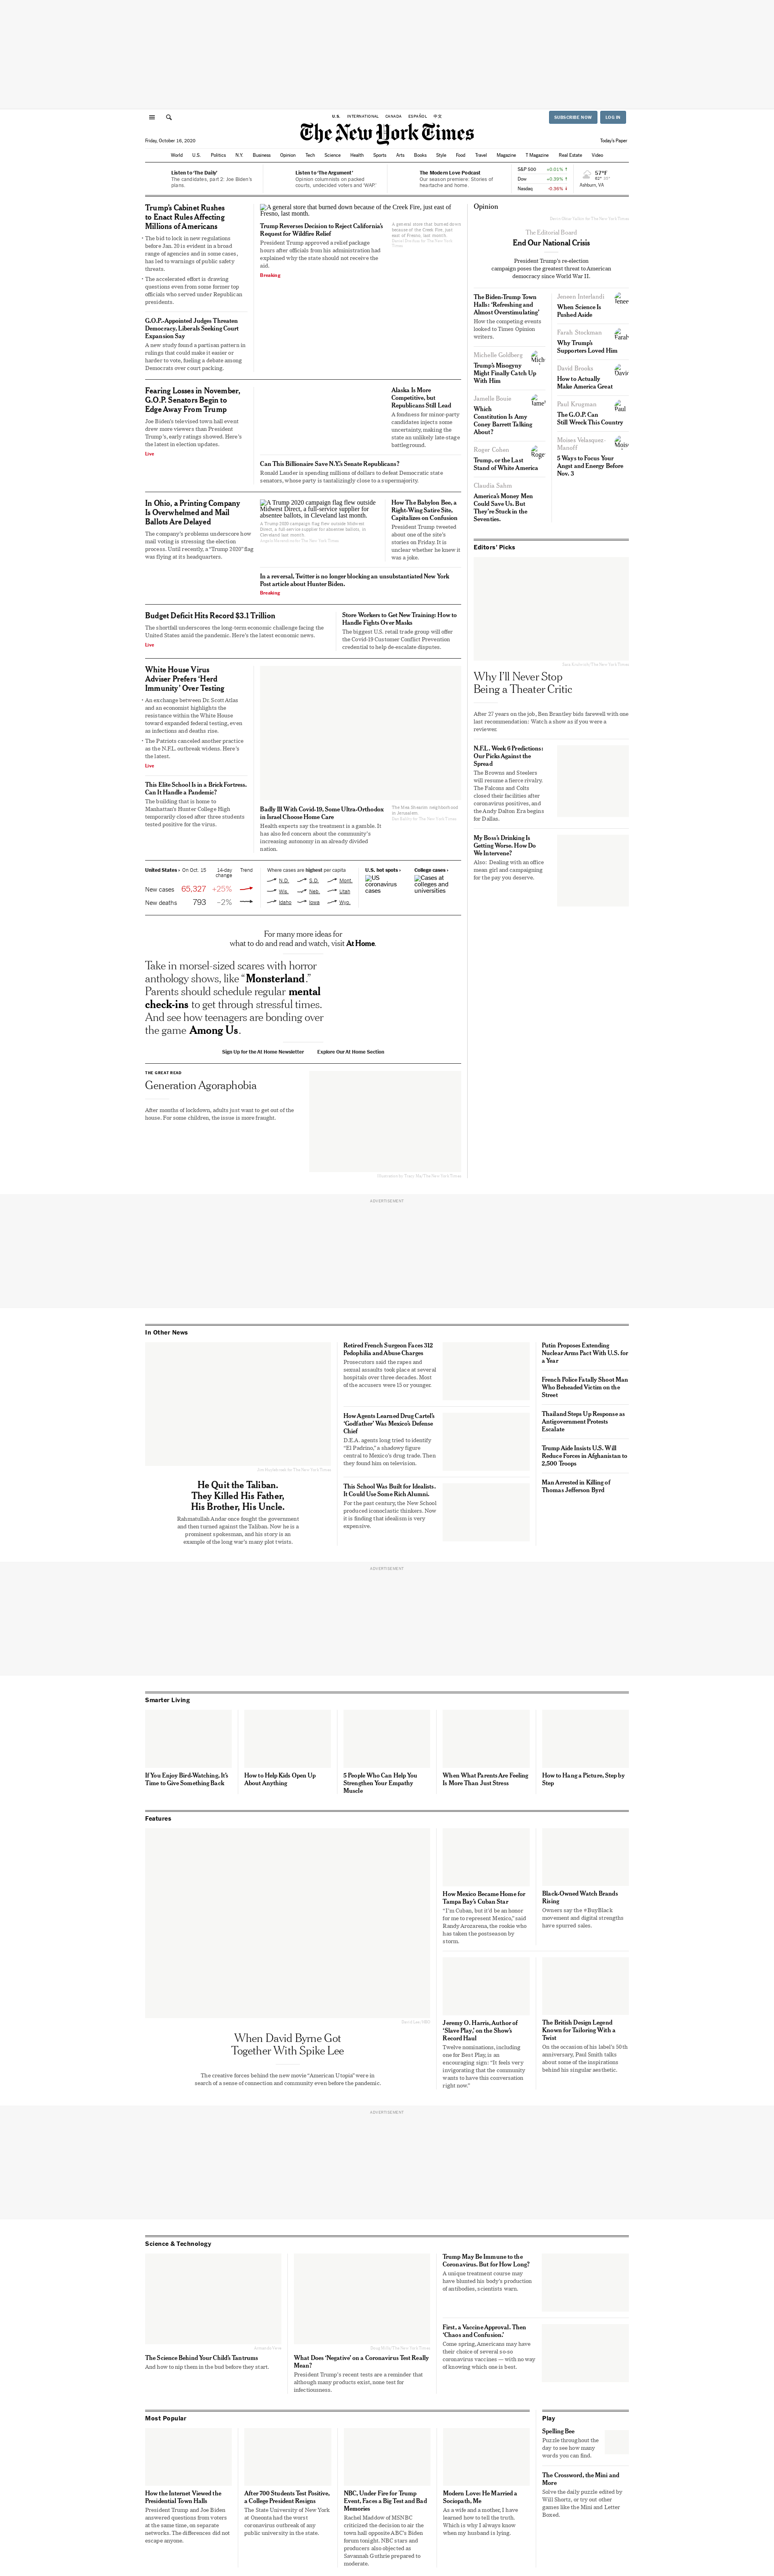 U.S. INTERNATIONAL CANADA ESPAÑOL 中文
SUBSCRIBE NOW LOG IN
Friday, October 16, 2020
The New York Times
Today's Paper
World U.S. Politics N.Y. Business Opinion Tech Science Health Sports Arts Books Style Food Travel Magazine T Magazine Real Estate Video
Listen to 'The Daily'
The candidates, part 2: Joe Biden's
plans.
Listen to 'The Argument'
Opinion columnists on packed
courts, undecided voters and 'WAP.'
The Modern Love Podcast
Our season premiere: Stories of
heartache and home.
S&P 500 +0.01% ↑
Dow +0.39% ↑
Nasdaq -0.36% ↓
57°F
Ashburn, VA
Trump's Cabinet Rushes
to Enact Rules Affecting
Millions of Americans
The bid to lock in new regulations
before Jan. 20 is evident in a broad
range of agencies and in some cases,
has led to warnings of public safety
threats.
The accelerated effort is drawing
questions even from some former top
officials who served under Republican
presidents.
G.O.P.-Appointed Judges Threaten
Democracy, Liberals Seeking Court
Expansion Say
A new study found a partisan pattern in
rulings that could make it easier or
harder to vote, fueling a debate among
Democrats over court packing.
A general store that burned down because of the Creek Fire, just east of
Fresno, last month.
Trump Reverses Decision to Reject California's
Request for Wildfire Relief
President Trump approved a relief package
hours after officials from his administration had
explained why the state should not receive the
aid.
Breaking
A general store that burned down
because of the Creek Fire, just
east of Fresno, last month.
Fearing Losses in November,
G.O.P. Senators Begin to
Edge Away From Trump
Joe Biden's televised town hall event
drew more viewers than President
Trump's, early ratings showed. Here's
the latest in election updates.
Live
Alaska Is More
Competitive, but
Republicans Still Lead
A fondness for minor-party
candidates injects some
uncertainty, making the
state an unlikely late-stage
battleground.
Can This Billionaire Save N.Y.'s Senate Republicans?
Ronald Lauder is spending millions of dollars to defeat Democratic state
senators, whose party is tantalizingly close to a supermajority.
In Ohio, a Printing Company
Is Overwhelmed and Mail
Ballots Are Delayed
The company's problems underscore how
mail voting is stressing the election
process. Until recently, a "Trump 2020" flag
was flying at its headquarters.
A Trump 2020 campaign flag flew outside
Midwest Direct, a full-service supplier for
absentee ballots, in Cleveland last month.
A Trump 2020 campaign flag flew outside Midwest
Direct, a full-service supplier for absentee ballots, in
Cleveland last month.
How The Babylon Bee, a
Right-Wing Satire Site,
Capitalizes on Confusion
President Trump tweeted
about one of the site's
stories on Friday. It is
unclear whether he knew it
was a joke.
In a reversal, Twitter is no longer blocking an unsubstantiated New York
Post article about Hunter Biden.
Breaking
Budget Deficit Hits Record $3.1 Trillion
The shortfall underscores the long-term economic challenge facing the
United States amid the pandemic. Here's the latest economic news.
Live
Store Workers to Get New Training: How to
Handle Fights Over Masks
The biggest U.S. retail trade group will offer
the Covid-19 Customer Conflict Prevention
credential to help de-escalate disputes.
White House Virus
Adviser Prefers 'Herd
Immunity' Over Testing
An exchange between Dr. Scott Atlas
and an economist highlights the
resistance within the White House
toward expanded federal testing, even
as infections and deaths rise.
The Patriots canceled another practice
as the N.F.L. outbreak widens. Here's
the latest.
Live
This Elite School Is in a Brick Fortress.
Can It Handle a Pandemic?
The building that is home to
Manhattan's Hunter College High
temporarily closed after three students
tested positive for the virus.
Badly Ill With Covid-19, Some Ultra-Orthodox
in Israel Choose Home Care
Health experts say the treatment is a gamble. It
has also fed concern about the community's
increasing autonomy in an already divided
nation.
The Mea Shearim neighborhood
in Jerusalem.
United States › On Oct. 15 14-day
change Trend
New cases 65,327 +25%
New deaths 793 –2%
Where cases are highest per capita
N.D. S.D. Mont.
Wis. Neb. Utah
Idaho Iowa Wyo.
U.S. hot spots ›
US
coronavirus
cases
College cases ›
Cases at
colleges and
universities
For many more ideas for
what to do and read and watch, visit At Home.
Take in morsel-sized scares with horror
anthology shows, like "Monsterland."
Parents should schedule regular mental
check-ins to get through stressful times.
And see how teenagers are bonding over
the game Among Us.
Sign Up for the At Home Newsletter Explore Our At Home Section
THE GREAT READ
Generation Agoraphobia
After months of lockdown, adults just want to get out of the
house. For some children, the issue is more fraught.
Opinion
The Editorial Board
End Our National Crisis
President Trump's re-election
campaign poses the greatest threat to American
democracy since World War II.
The Biden-Trump Town
Halls: 'Refreshing and
Almost Overstimulating'
How the competing events
looked to Times Opinion
writers.
Michelle Goldberg
Trump's Misogyny
Might Finally Catch Up
With Him
Jamelle Bouie
Which
Constitution Is Amy
Coney Barrett Talking
About?
Roger Cohen
Trump, or the Last
Stand of White America
Claudia Sahm
America's Money Men
Could Save Us. But
They're Stuck in the
Seventies.
Jeneen Interlandi
When Science Is
Pushed Aside
Farah Stockman
Why Trump's
Supporters Loved Him
David Brooks
How to Actually
Make America Great
Paul Krugman
The G.O.P. Can
Still Wreck This Country
Moises Velasquez-
Manoff
5 Ways to Focus Your
Angst and Energy Before
Nov. 3
Editors' Picks
Why I'll Never Stop
Being a Theater Critic
After 27 years on the job, Ben Brantley bids farewell with one
last recommendation: Watch a show as if you were a
reviewer.
N.F.L. Week 6 Predictions:
Our Picks Against the
Spread
The Browns and Steelers
will resume a fierce rivalry.
The Falcons and Colts
closed their facilities after
coronavirus positives, and
the Andy Dalton Era begins
for Dallas.
My Boss's Drinking Is
Getting Worse. How Do
We Intervene?
Also: Dealing with an office
mean girl and campaigning
for the pay you deserve.
ADVERTISEMENT
In Other News
He Quit the Taliban.
They Killed His Father,
His Brother, His Uncle.
Rahmatullah Andar once fought the government
and then turned against the Taliban. Now he is a
prominent policeman, and his story is an
example of the long war's many plot twists.
Retired French Surgeon Faces 312
Pedophilia and Abuse Charges
Prosecutors said the rapes and
sexual assaults took place at several
hospitals over three decades. Most
of the accusers were 15 or younger.
How Agents Learned Drug Cartel's
'Godfather' Was Mexico's Defense
Chief
D.E.A. agents long tried to identify
"El Padrino," a shadowy figure
central to Mexico's drug trade. Then
they found him on television.
This School Was Built for Idealists.
It Could Use Some Rich Alumni.
For the past century, the New School
produced iconoclastic thinkers. Now
it is finding that idealism is very
expensive.
Putin Proposes Extending
Nuclear Arms Pact With U.S. for
a Year
French Police Fatally Shoot Man
Who Beheaded Victim on the
Street
Thailand Steps Up Response as
Antigovernment Protests
Escalate
Trump Aide Insists U.S. Will
Reduce Forces in Afghanistan to
2,500 Troops
Man Arrested in Killing of
Thomas Jefferson Byrd
ADVERTISEMENT
Smarter Living
If You Enjoy Bird-Watching, It's
Time to Give Something Back
How to Help Kids Open Up
About Anything
5 People Who Can Help You
Strengthen Your Empathy
Muscle
When What Parents Are Feeling
Is More Than Just Stress
How to Hang a Picture, Step by
Step
Features
When David Byrne Got
Together With Spike Lee
The creative forces behind the new movie "American Utopia" were in
search of a sense of connection and community even before the pandemic.
How Mexico Became Home for
Tampa Bay's Cuban Star
"I'm Cuban, but it'd be an honor
for me to represent Mexico," said
Randy Arozarena, the rookie who
has taken the postseason by
storm.
Black-Owned Watch Brands
Rising
Owners say the #BuyBlack
movement and digital strengths
have spurred sales.
Jeremy O. Harris, Author of
'Slave Play,' on the Show's
Record Haul
Twelve nominations, including
one for Best Play, is an
encouraging sign: "It feels very
invigorating that the community
wants to have this conversation
right now."
The British Design Legend
Known for Tailoring With a
Twist
On the occasion of his label's 50th
anniversary, Paul Smith talks
about some of the inspirations
behind his singular aesthetic.
ADVERTISEMENT
Science & Technology
The Science Behind Your Child's Tantrums
And how to nip them in the bud before they start.
What Does 'Negative' on a Coronavirus Test Really
Mean?
President Trump's recent tests are a reminder that
although many products exist, none test for
infectiousness.
Trump May Be Immune to the
Coronavirus. But for How Long?
A unique treatment course may
have blunted his body's production
of antibodies, scientists warn.
First, a Vaccine Approval. Then
'Chaos and Confusion.'
Come spring, Americans may have
their choice of several so-so
coronavirus vaccines — with no way
of knowing which one is best.
Most Popular
How the Internet Viewed the
Presidential Town Halls
President Trump and Joe Biden
answered questions from voters
at the same time, on separate
networks. The differences did not
escape anyone.
After 700 Students Test Positive,
a College President Resigns
The State University of New York
at Oneonta had the worst
coronavirus outbreak of any
public university in the state.
NBC, Under Fire for Trump
Event, Faces a Big Test and Bad
Memories
Rachel Maddow of MSNBC
criticized the decision to air the
town hall opposite ABC's Biden
forum tonight. NBC stars and
producers also objected as
Savannah Guthrie prepared to
moderate.
Modern Love: He Married a
Sociopath, Me
As a wife and a mother, I have
learned how to tell the truth.
Which is why I always know
when my husband is lying.
Play
Spelling Bee
Puzzle throughout the
day to see how many
words you can find.
The Crossword, the Mini and
More
Solve the daily puzzle edited by
Will Shortz, or try out other
games like the Mini and Letter
Boxed.